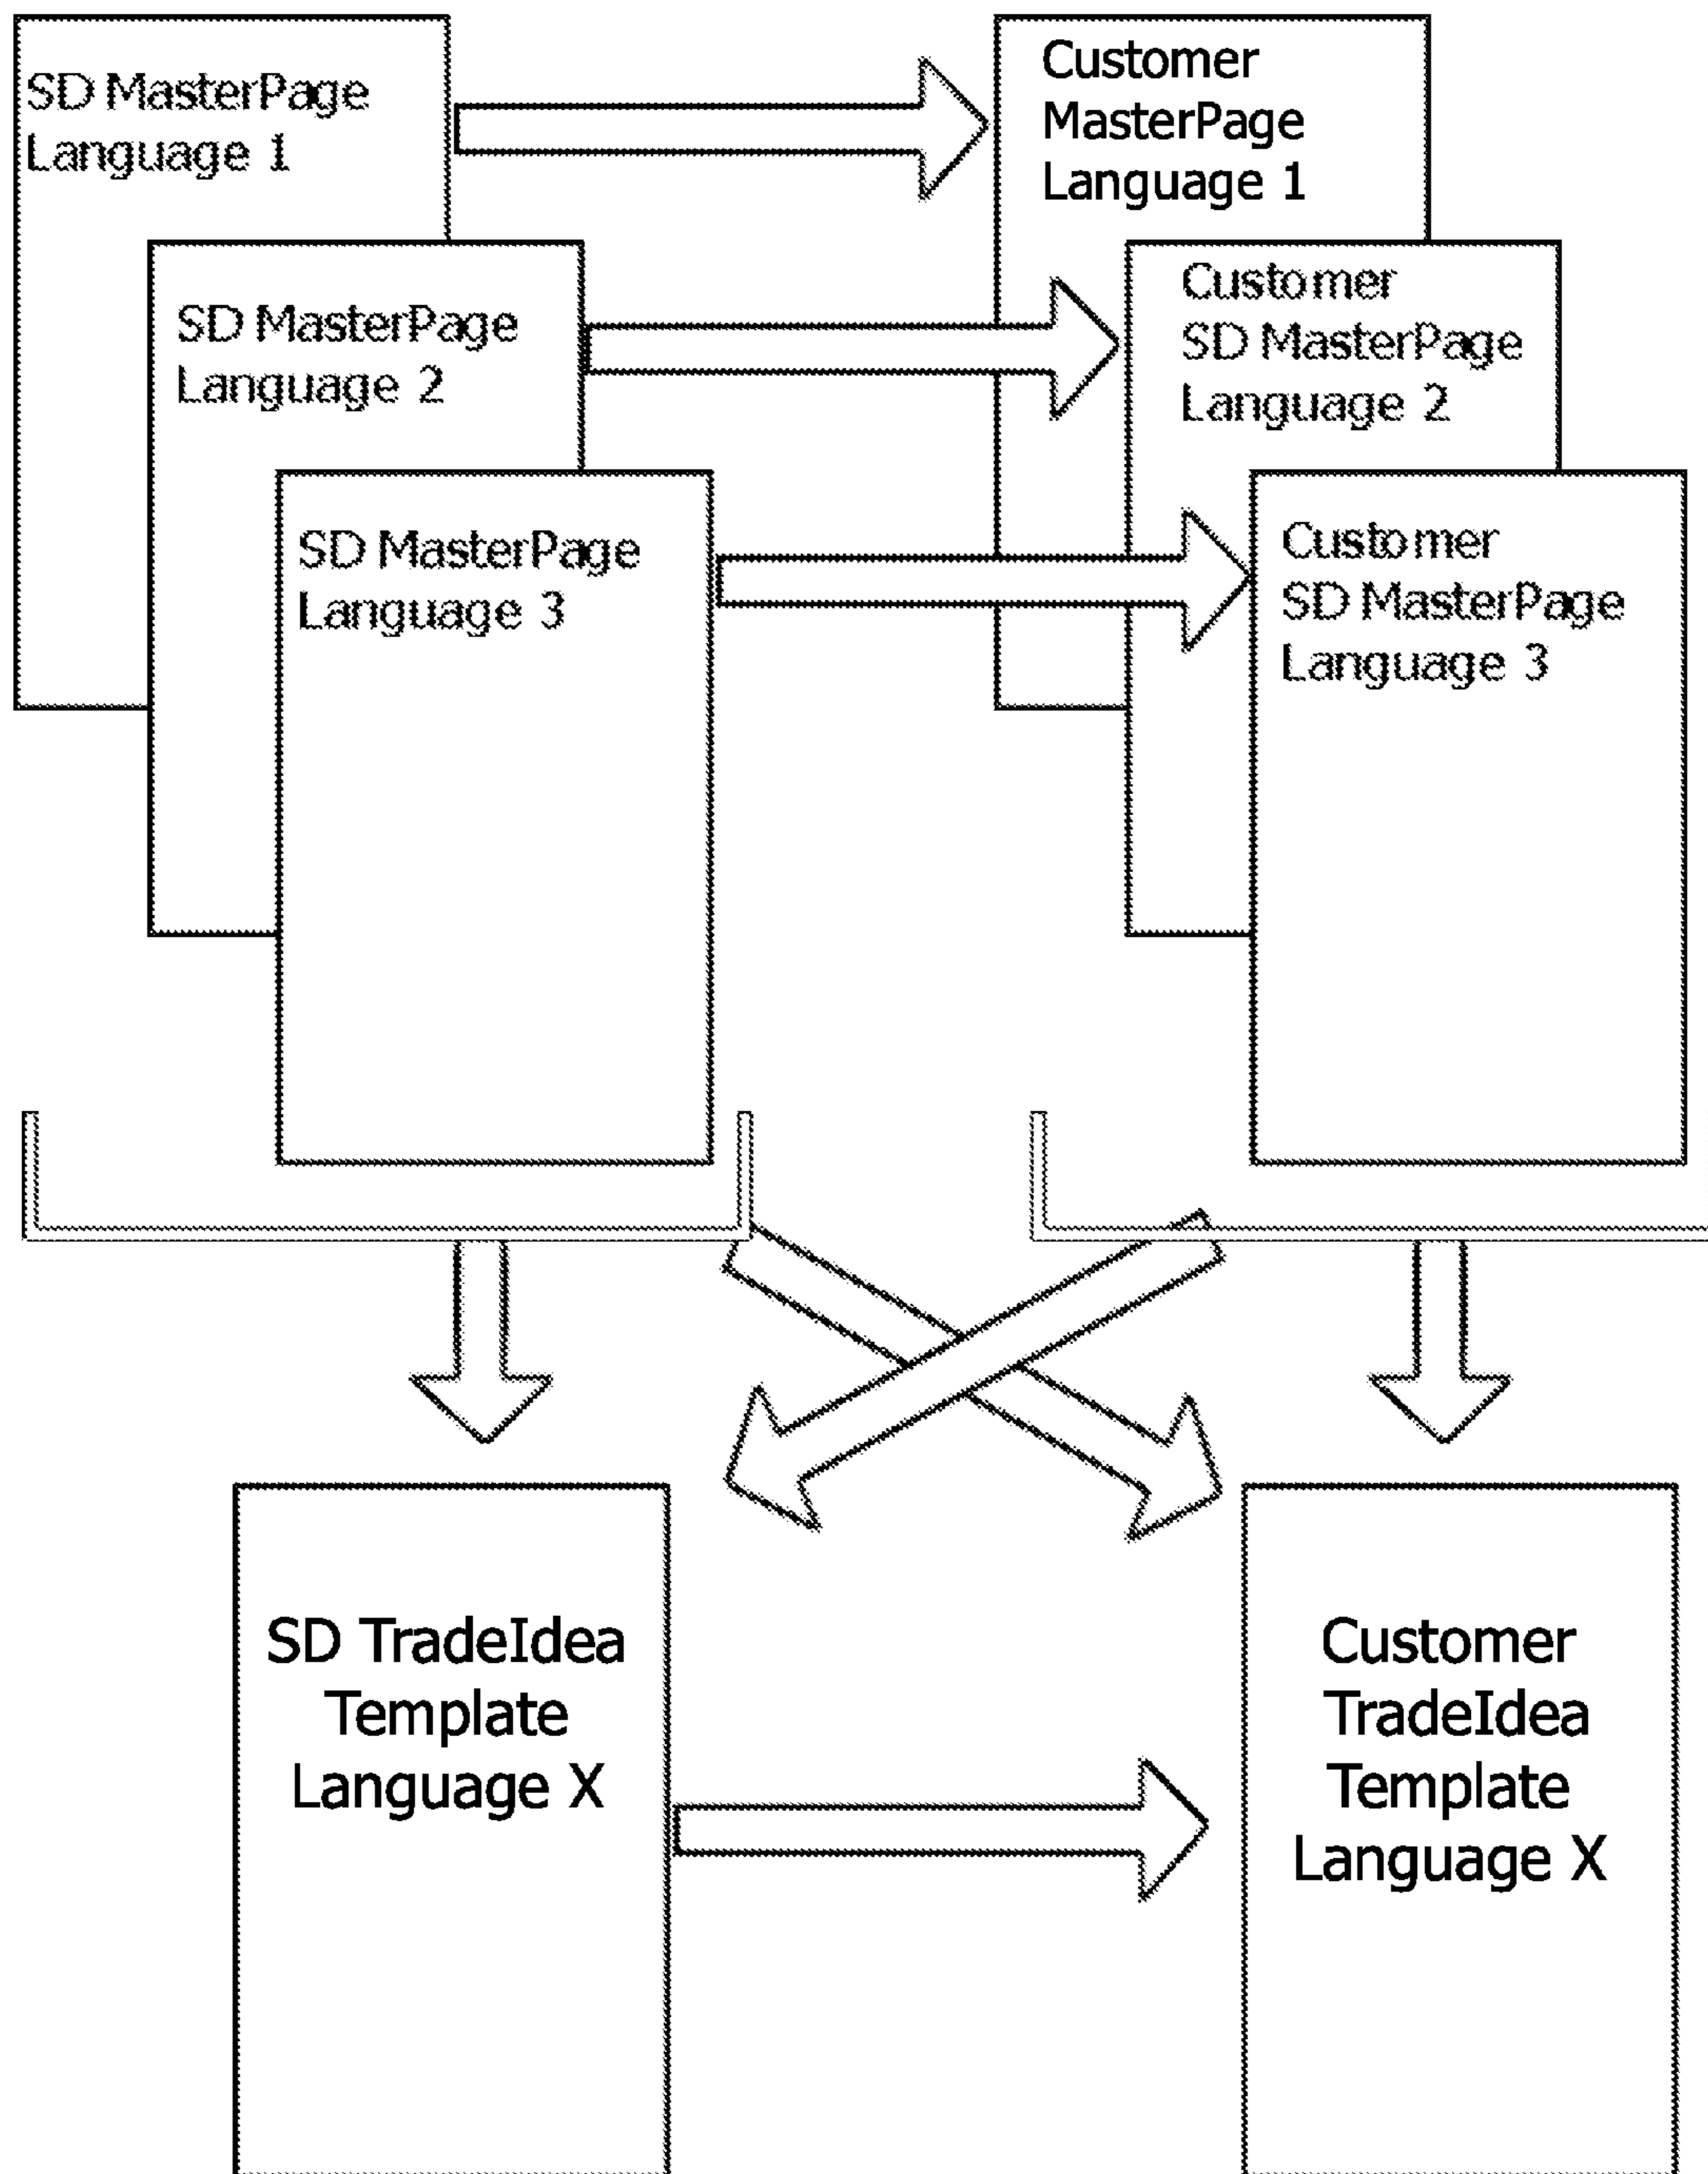 SD MasterPage
Language 1
Customer
MasterPage
Language 1
SD MasterPage
Language 2
Customer
SD MasterPage
Language 2
SD MasterPage
Language 3
Customer
SD MasterPage
Language 3
SD TradeIdea
Template
Language X
Customer
TradeIdea
Template
Language X